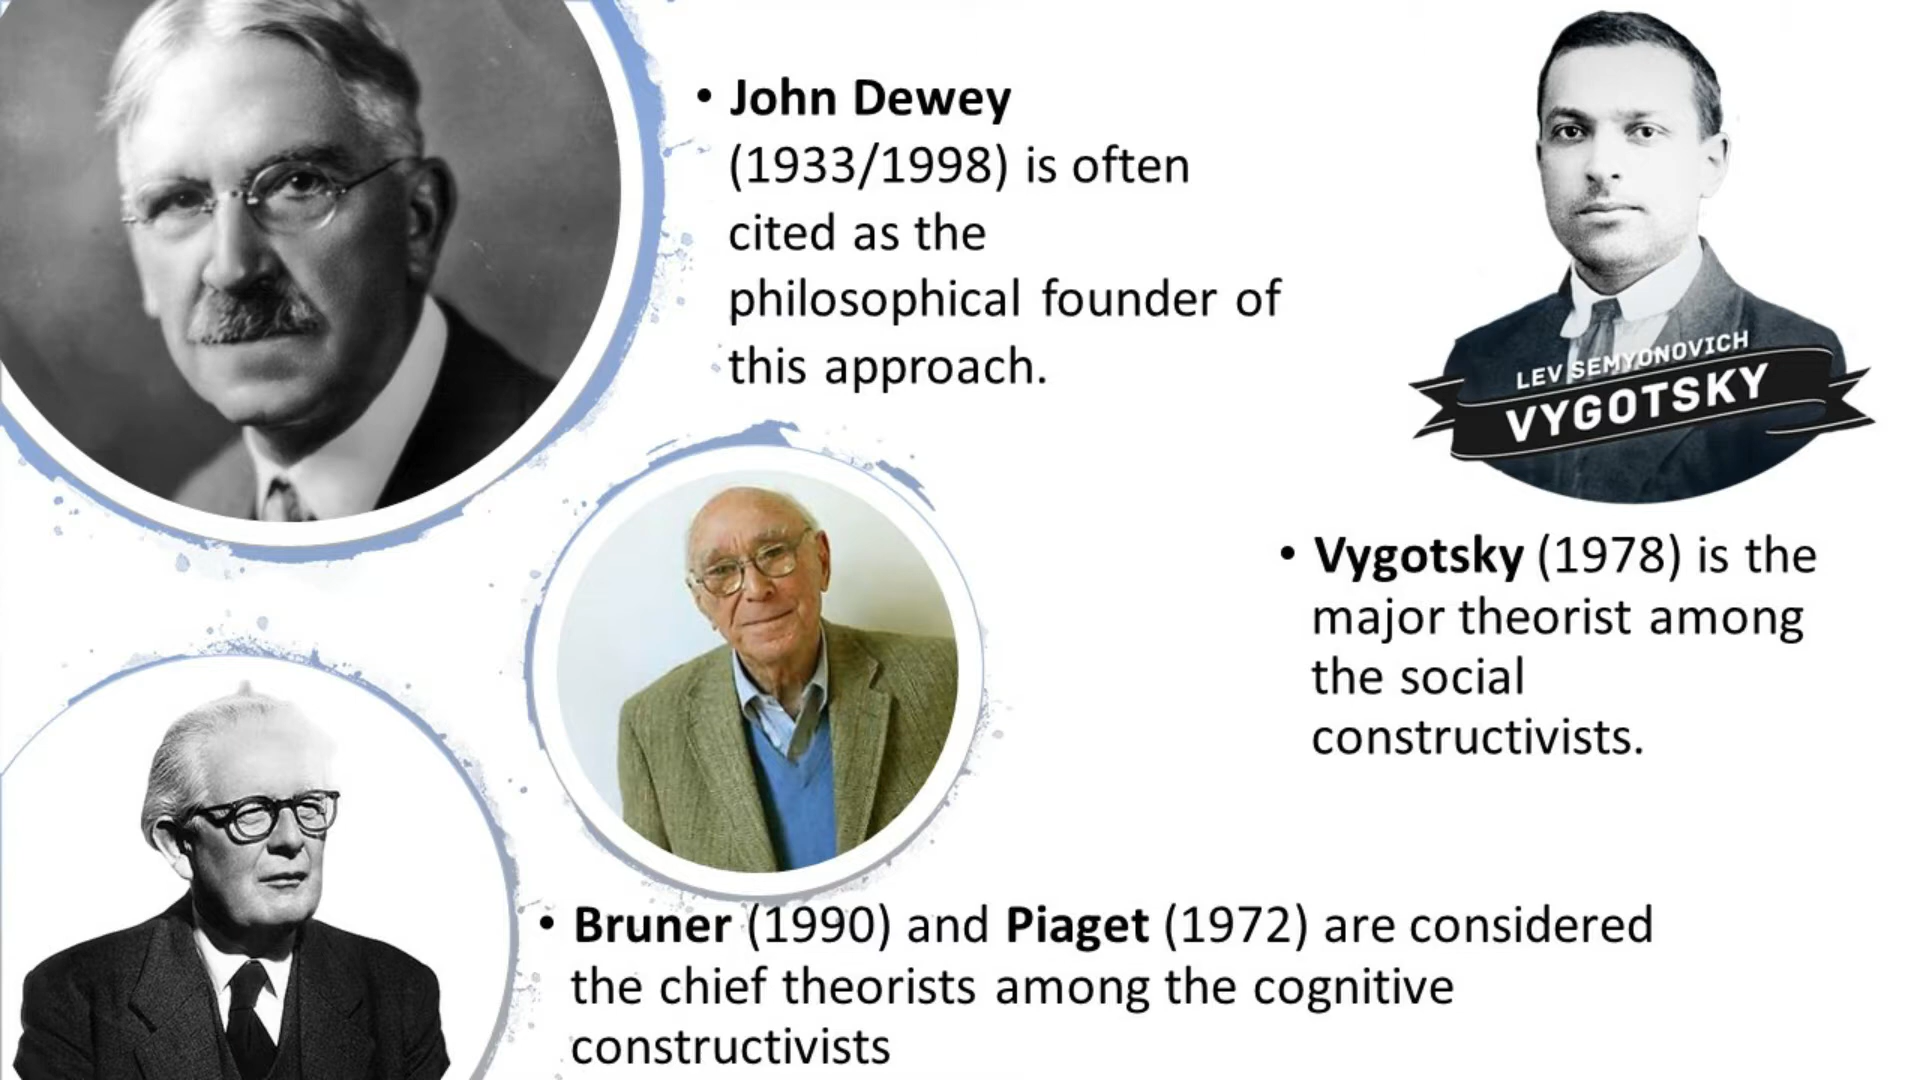 • John Dewey
(1933/1998) is often
cited as the
philosophical founder of
this approach.
LEV SEMYONOVICH
VYGOTSKY
• Vygotsky (1978) is the
major theorist among
the social
constructivists.
• Bruner (1990) and Piaget (1972) are considered
the chief theorists among the cognitive
constructivists